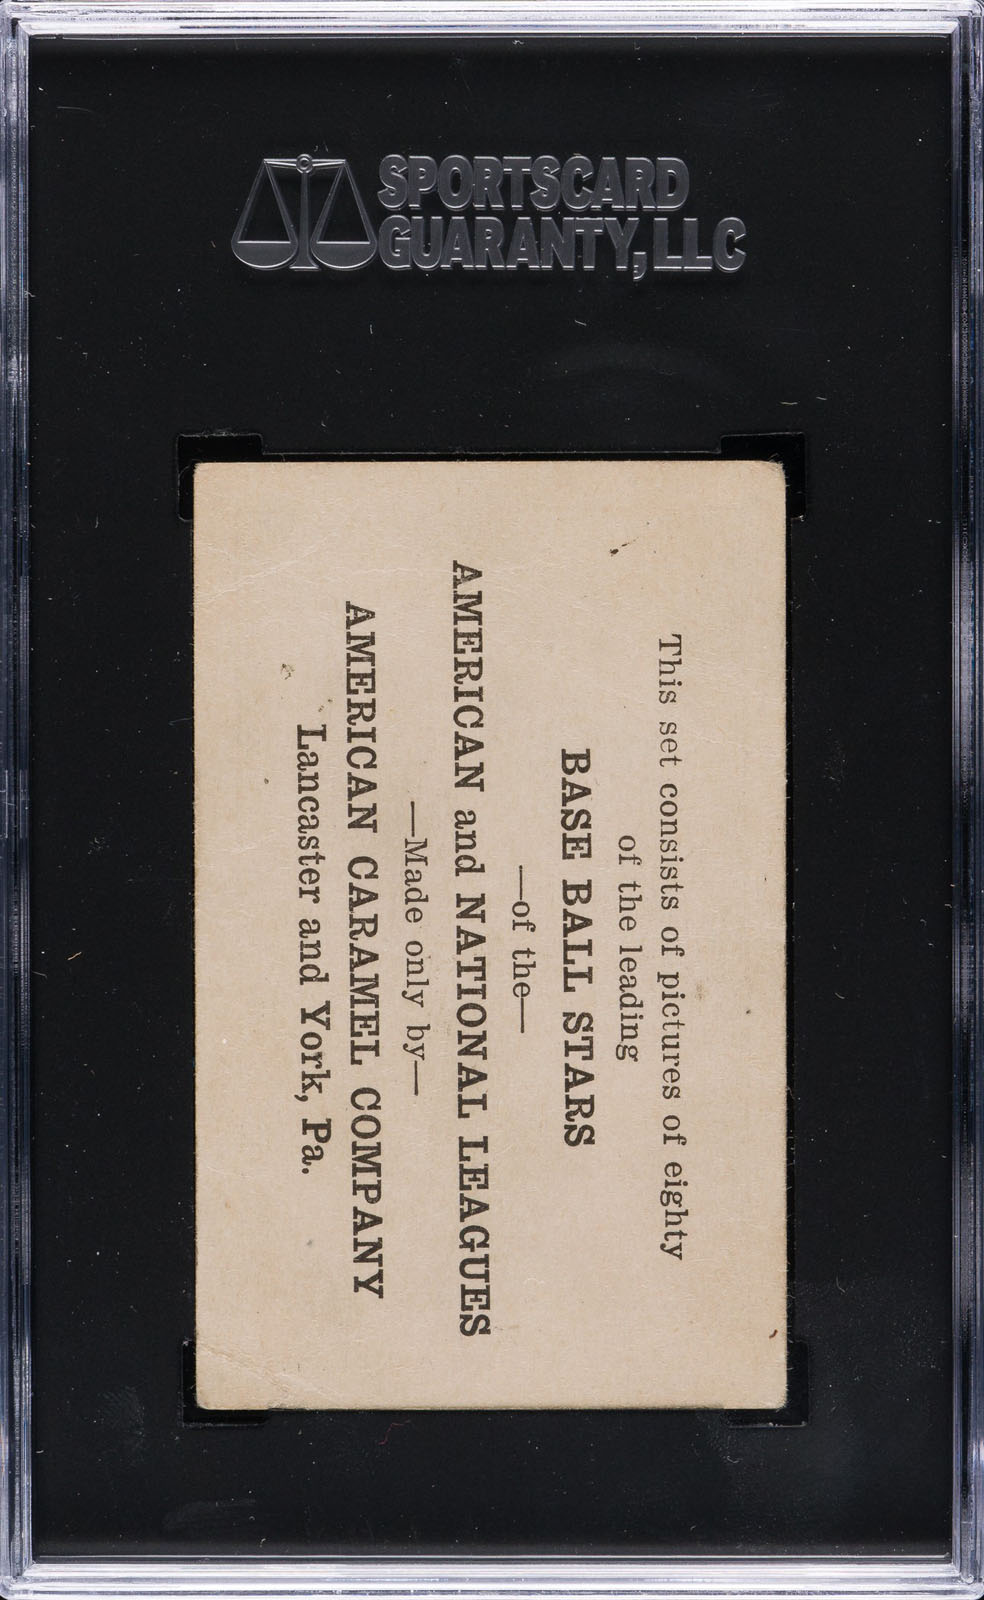 SPORTSCARD
GUARANTY, LLC
This set consists of pictures of eighty
of the leading
BASE BALL STARS
—of the—
AMERICAN and NATIONAL LEAGUES
—Made only by—
AMERICAN CARAMEL COMPANY
Lancaster and York, Pa.